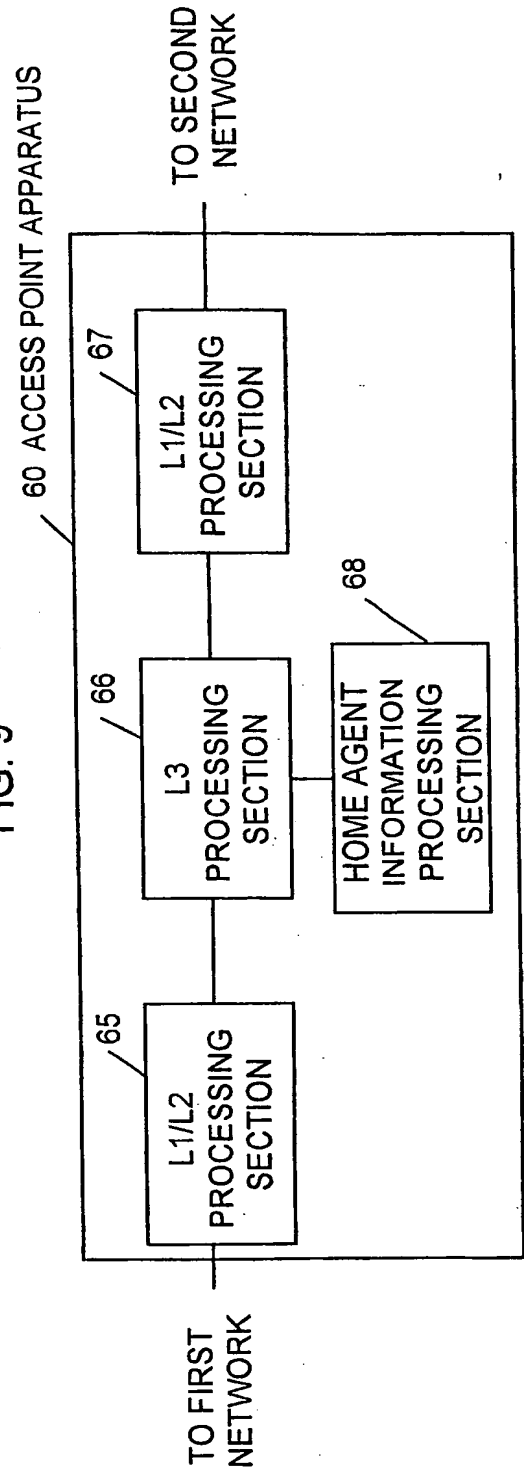 FIG.
60 ACCESS POINT APPARATUS
TO FIRST
NETWORK
65
L1/L2
PROCESSING
SECTION
66
L3
PROCESSING
SECTION
67
L1/L2
PROCESSING
SECTION
TO SECOND
NETWORK
68
HOME AGENT
INFORMATION
PROCESSING
SECTION